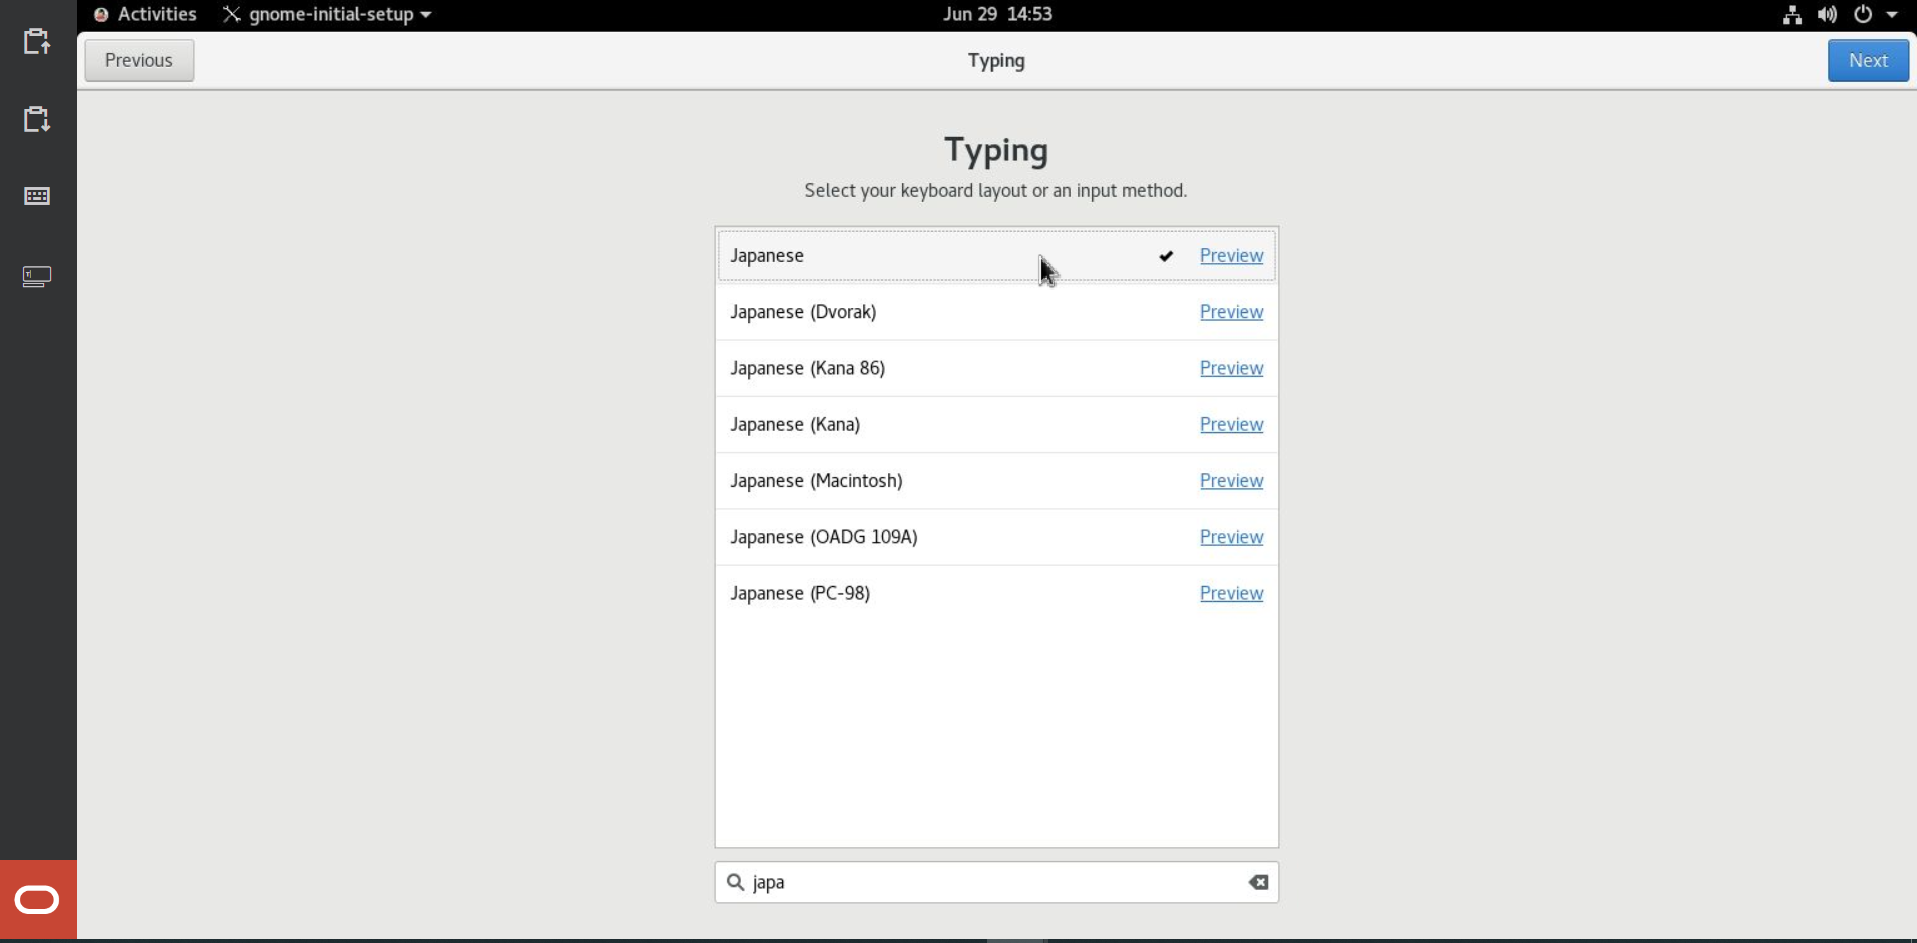 Activities gnome-initial-setup Jun 29 14:53
Previous Typing Next
Typing
Select your keyboard layout or an input method.
Japanese Preview
Japanese (Dvorak) Preview
Japanese (Kana 86) Preview
Japanese (Kana) Preview
Japanese (Macintosh) Preview
Japanese (OADG 109A) Preview
Japanese (PC-98) Preview
japa